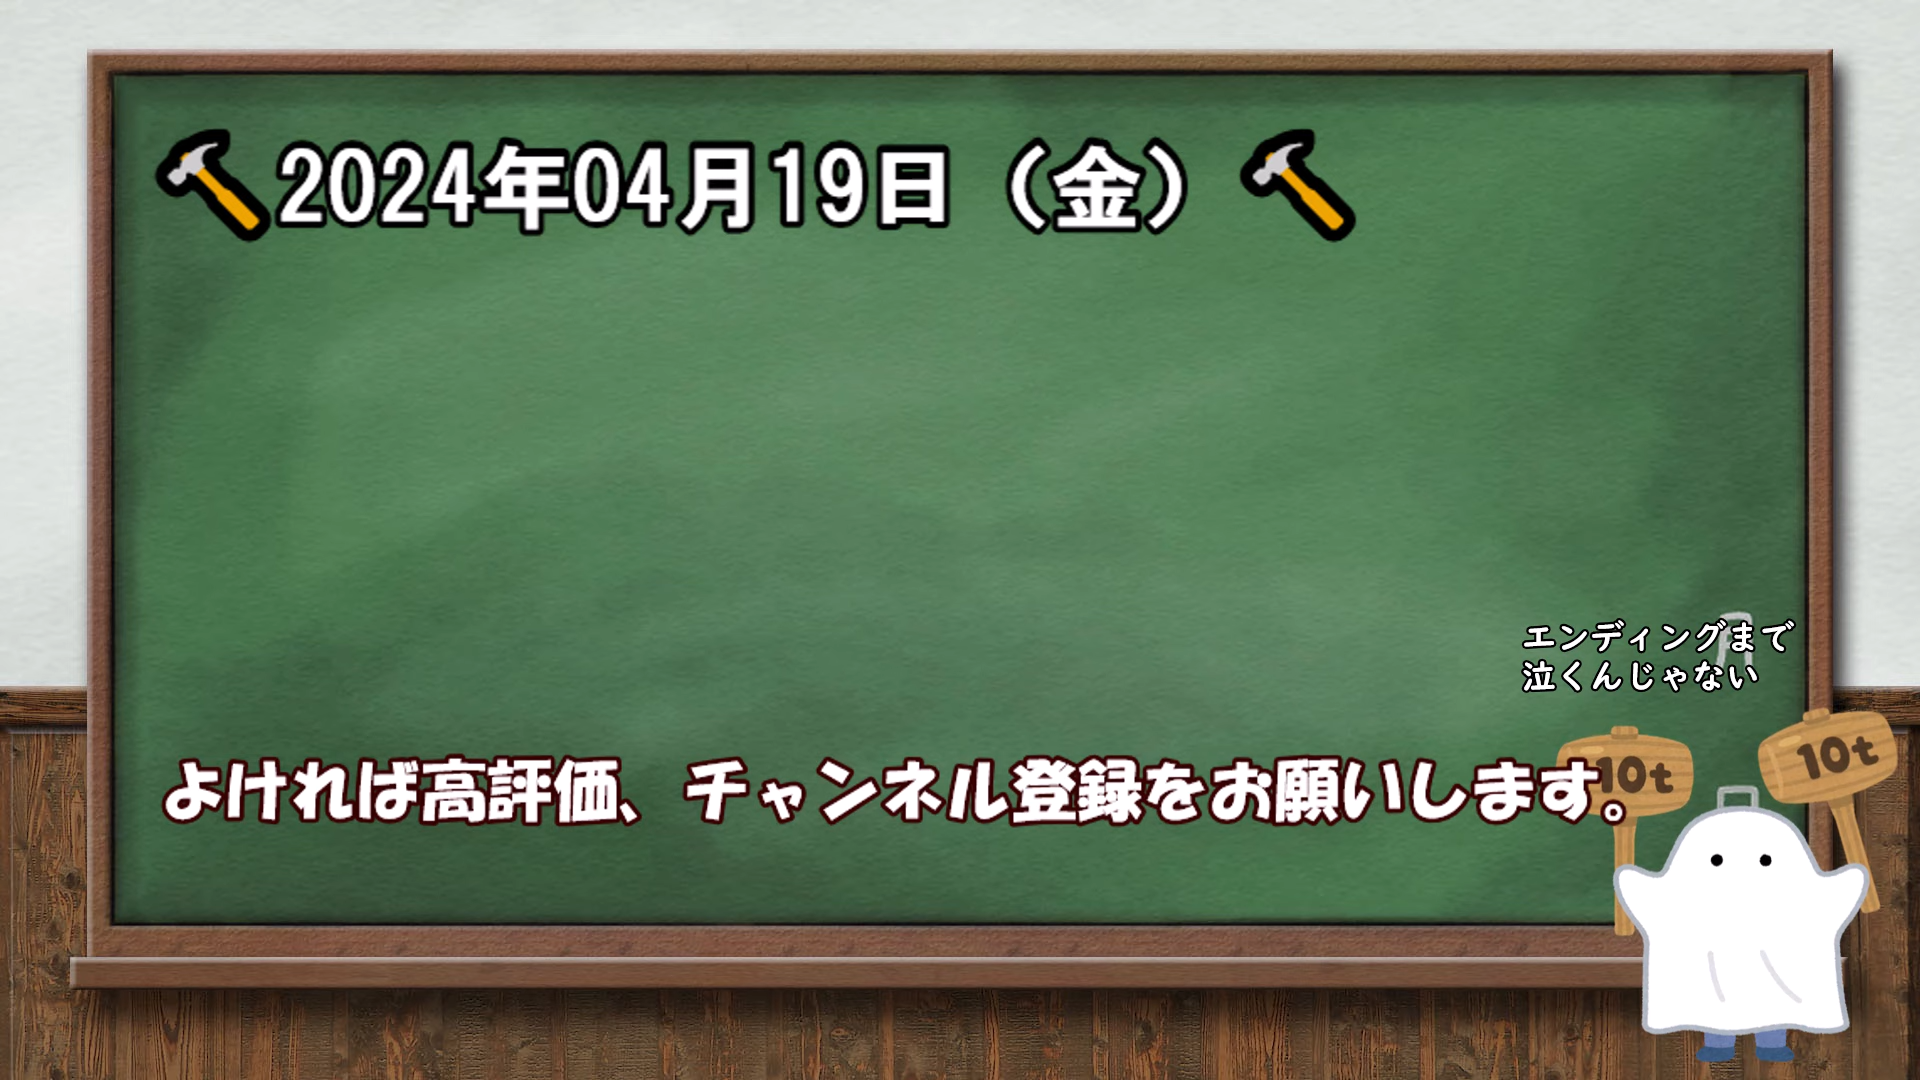 2024年04月19日（金）
エンディングまで
泣くんじゃない
よければ高評価、チャンネル登録をお願いします。
10t
10t